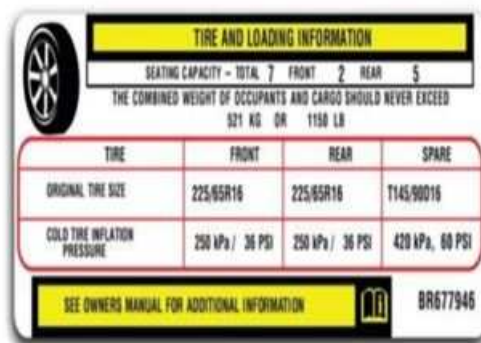 TIRE AND LOADING INFORMATION
SEATING CAPACITY - TOTAL 7 FRONT 2 REAR 5
THE COMBINED WEIGHT OF OCCUPANTS AND CARGO SHOULD NEVER EXCEED
521 KG OR 1150 LB
TIRE FRONT REAR SPARE
ORIGINAL TIRE SIZE 225/65R16 225/65R16 T145/90D16
COLD TIRE INFLATION PRESSURE 250 kPa / 36 PSI 250 kPa / 36 PSI 420 kPa, 60 PSI
SEE OWNERS MANUAL FOR ADDITIONAL INFORMATION
BR677946